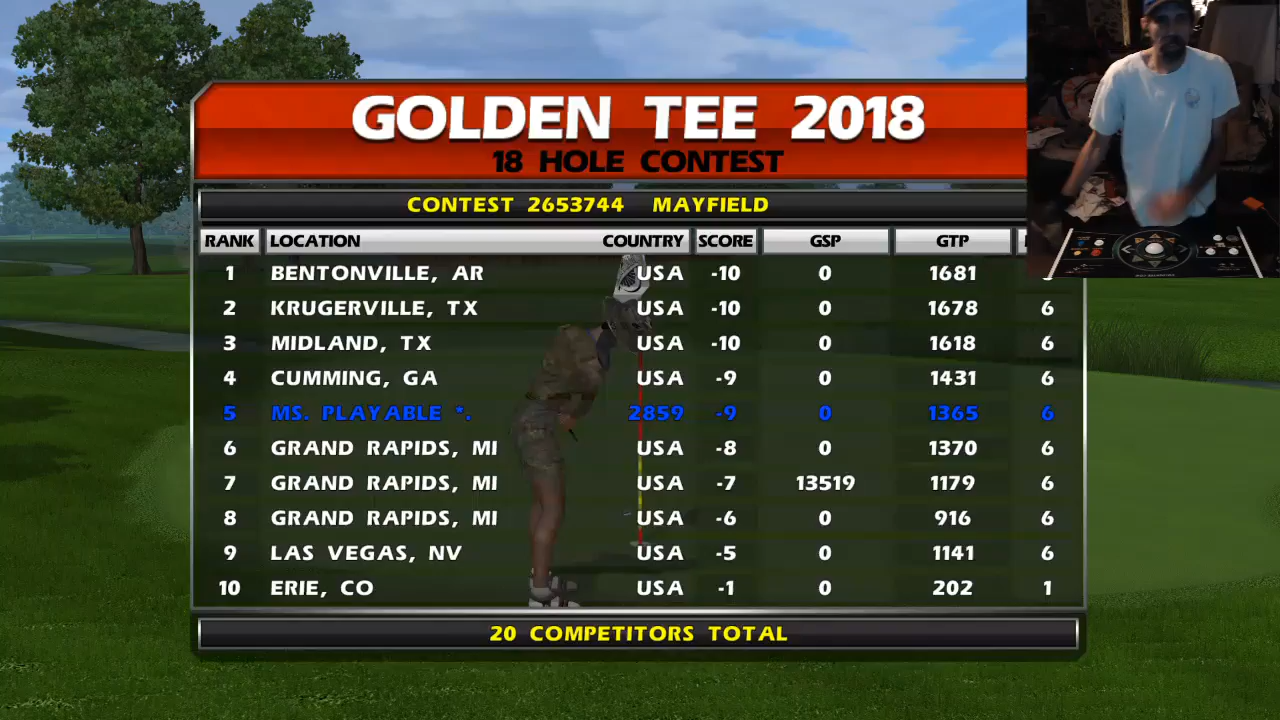 GOLDEN TEE 2018
18 HOLE CONTEST
CONTEST 2653744 MAYFIELD
RANK LOCATION COUNTRY SCORE GSP GTP
1 BENTONVILLE, AR USA -10 0 1681
2 KRUGERVILLE, TX USA -10 0 1678 6
3 MIDLAND, TX USA -10 0 1618 6
4 CUMMING, GA USA -9 0 1431 6
5 MS. PLAYABLE *. 2859 -9 0 1365 6
6 GRAND RAPIDS, MI USA -8 0 1370 6
7 GRAND RAPIDS, MI USA -7 13519 1179 6
8 GRAND RAPIDS, MI USA -6 0 916 6
9 LAS VEGAS, NV USA -5 0 1141 6
10 ERIE, CO USA -1 0 202 1
20 COMPETITORS TOTAL